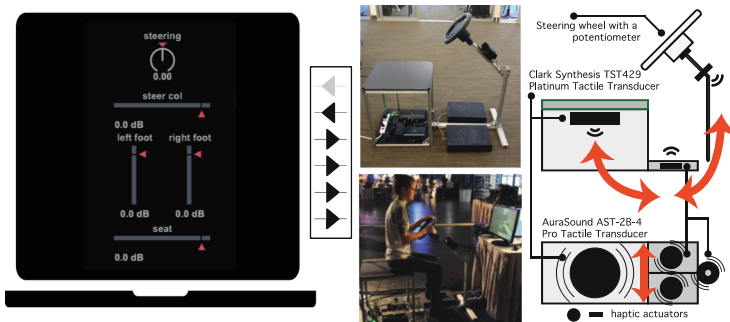 steering
0.00
steer col
0.0 dB
left foot right foot
0.0 dB 0.0 dB
seat
0.0 dB
Steering wheel with a
potentiometer
Clark Synthesis TST429
Platinum Tactile Transducer
AuraSound AST-2B-4
Pro Tactile Transducer
haptic actuators